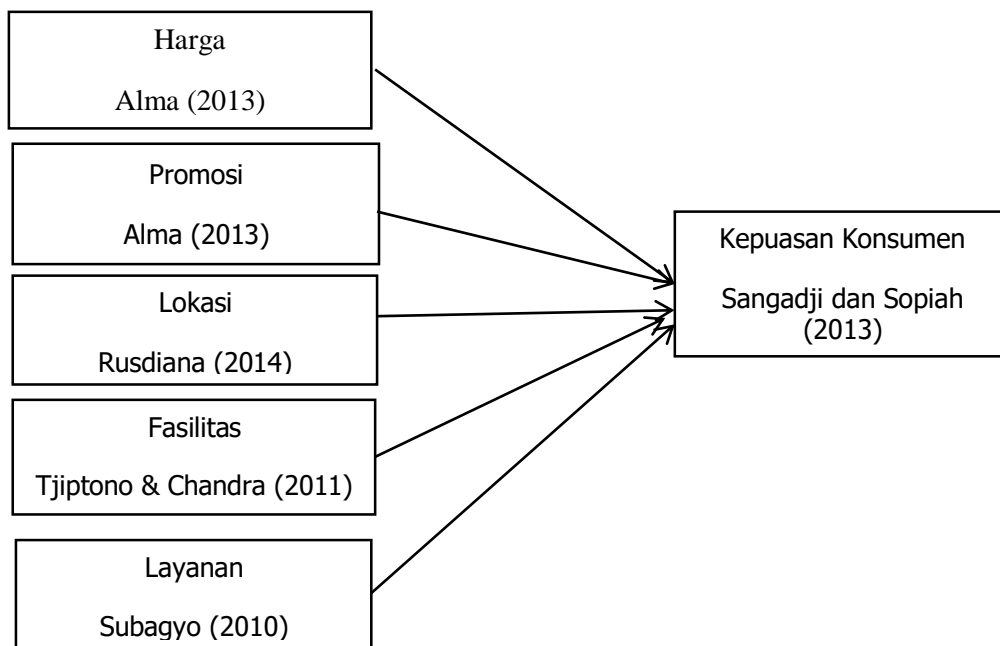 Harga
Alma (2013)
Promosi
Alma (2013)
Lokasi
Rusdiana (2014)
Fasilitas
Tjiptono & Chandra (2011)
Layanan
Subagyo (2010)
Kepuasan Konsumen
Sangadji dan Sopiah
(2013)